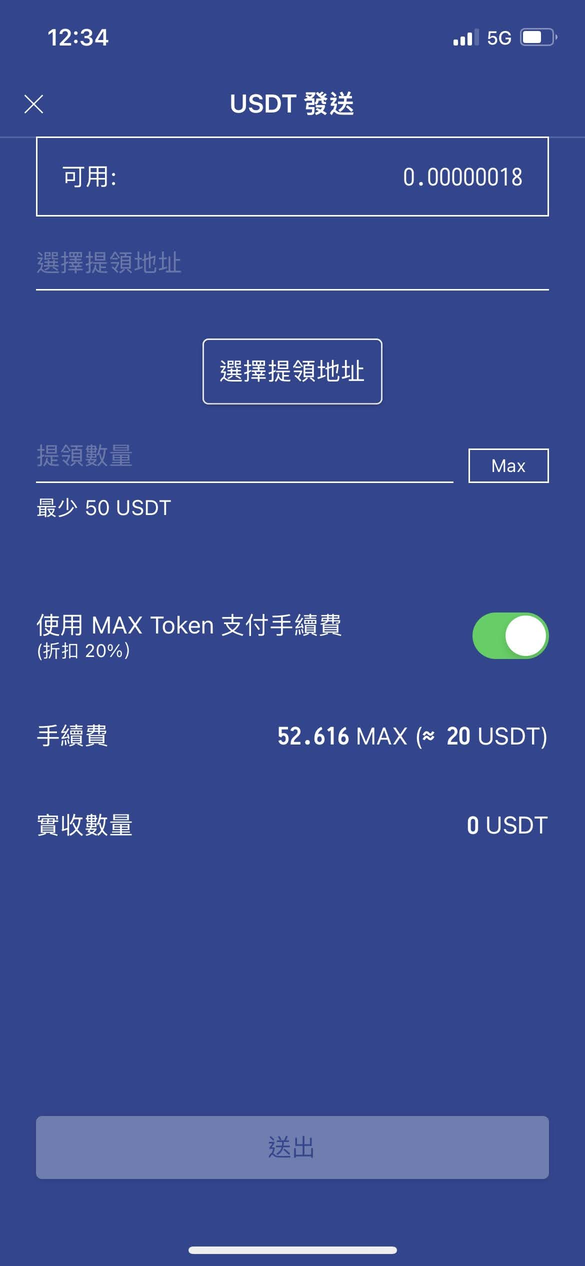 12:34
5G
USDT 發送
可用: 0.00000018
選擇提領地址
選擇提領地址
提領數量
Max
最少 50 USDT
使用 MAX Token 支付手續費
(折扣 20%)
手續費 52.616 MAX (≈ 20 USDT)
實收數量 0 USDT
送出